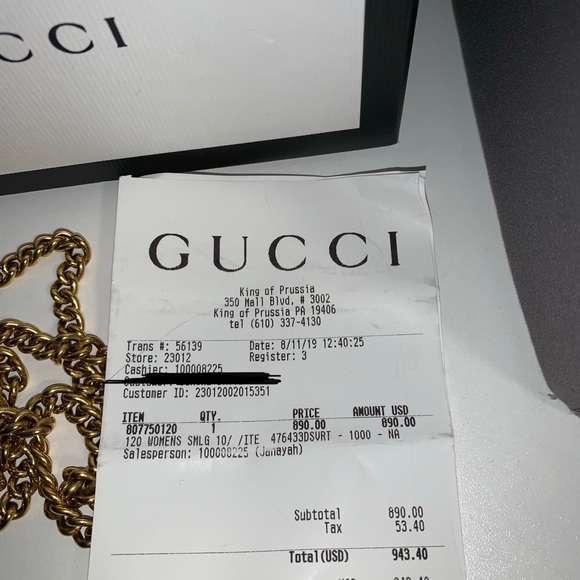 CCI
GUCCI
King of Prussia
350 Mall Blvd. # 3002
King of Prussia PA 19406
tel (610) 337-4130
Trans #: 56139 Date: 8/11/19 12:40:25
Store: 23012 Register: 3
Cashier: 100008225
Customer ID: 23012002015351
ITEM QTY. PRICE AMOUNT USD
807750120 1 890.00 890.00
120 WOMENS SMLG 10/ /ITE 476433DSVRT - 1000 - NA
Salesperson: 100008225 (Janayah)
Subtotal 890.00
Tax 53.40
Total(USD) 943.40